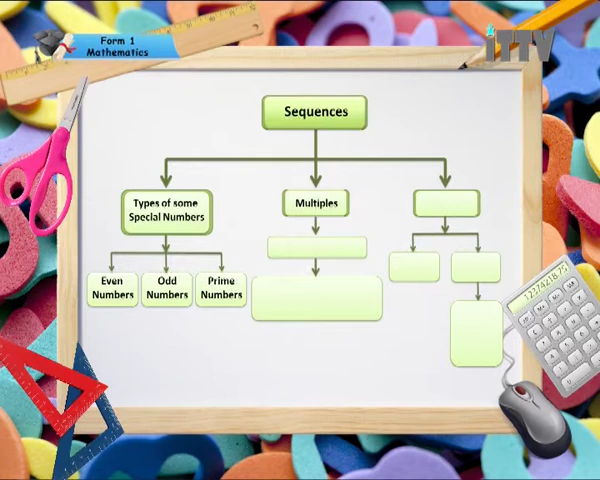 Form 1
Mathematics
iTTV
Sequences
Types of some
Special Numbers
Multiples
Even
Numbers
Odd
Numbers
Prime
Numbers